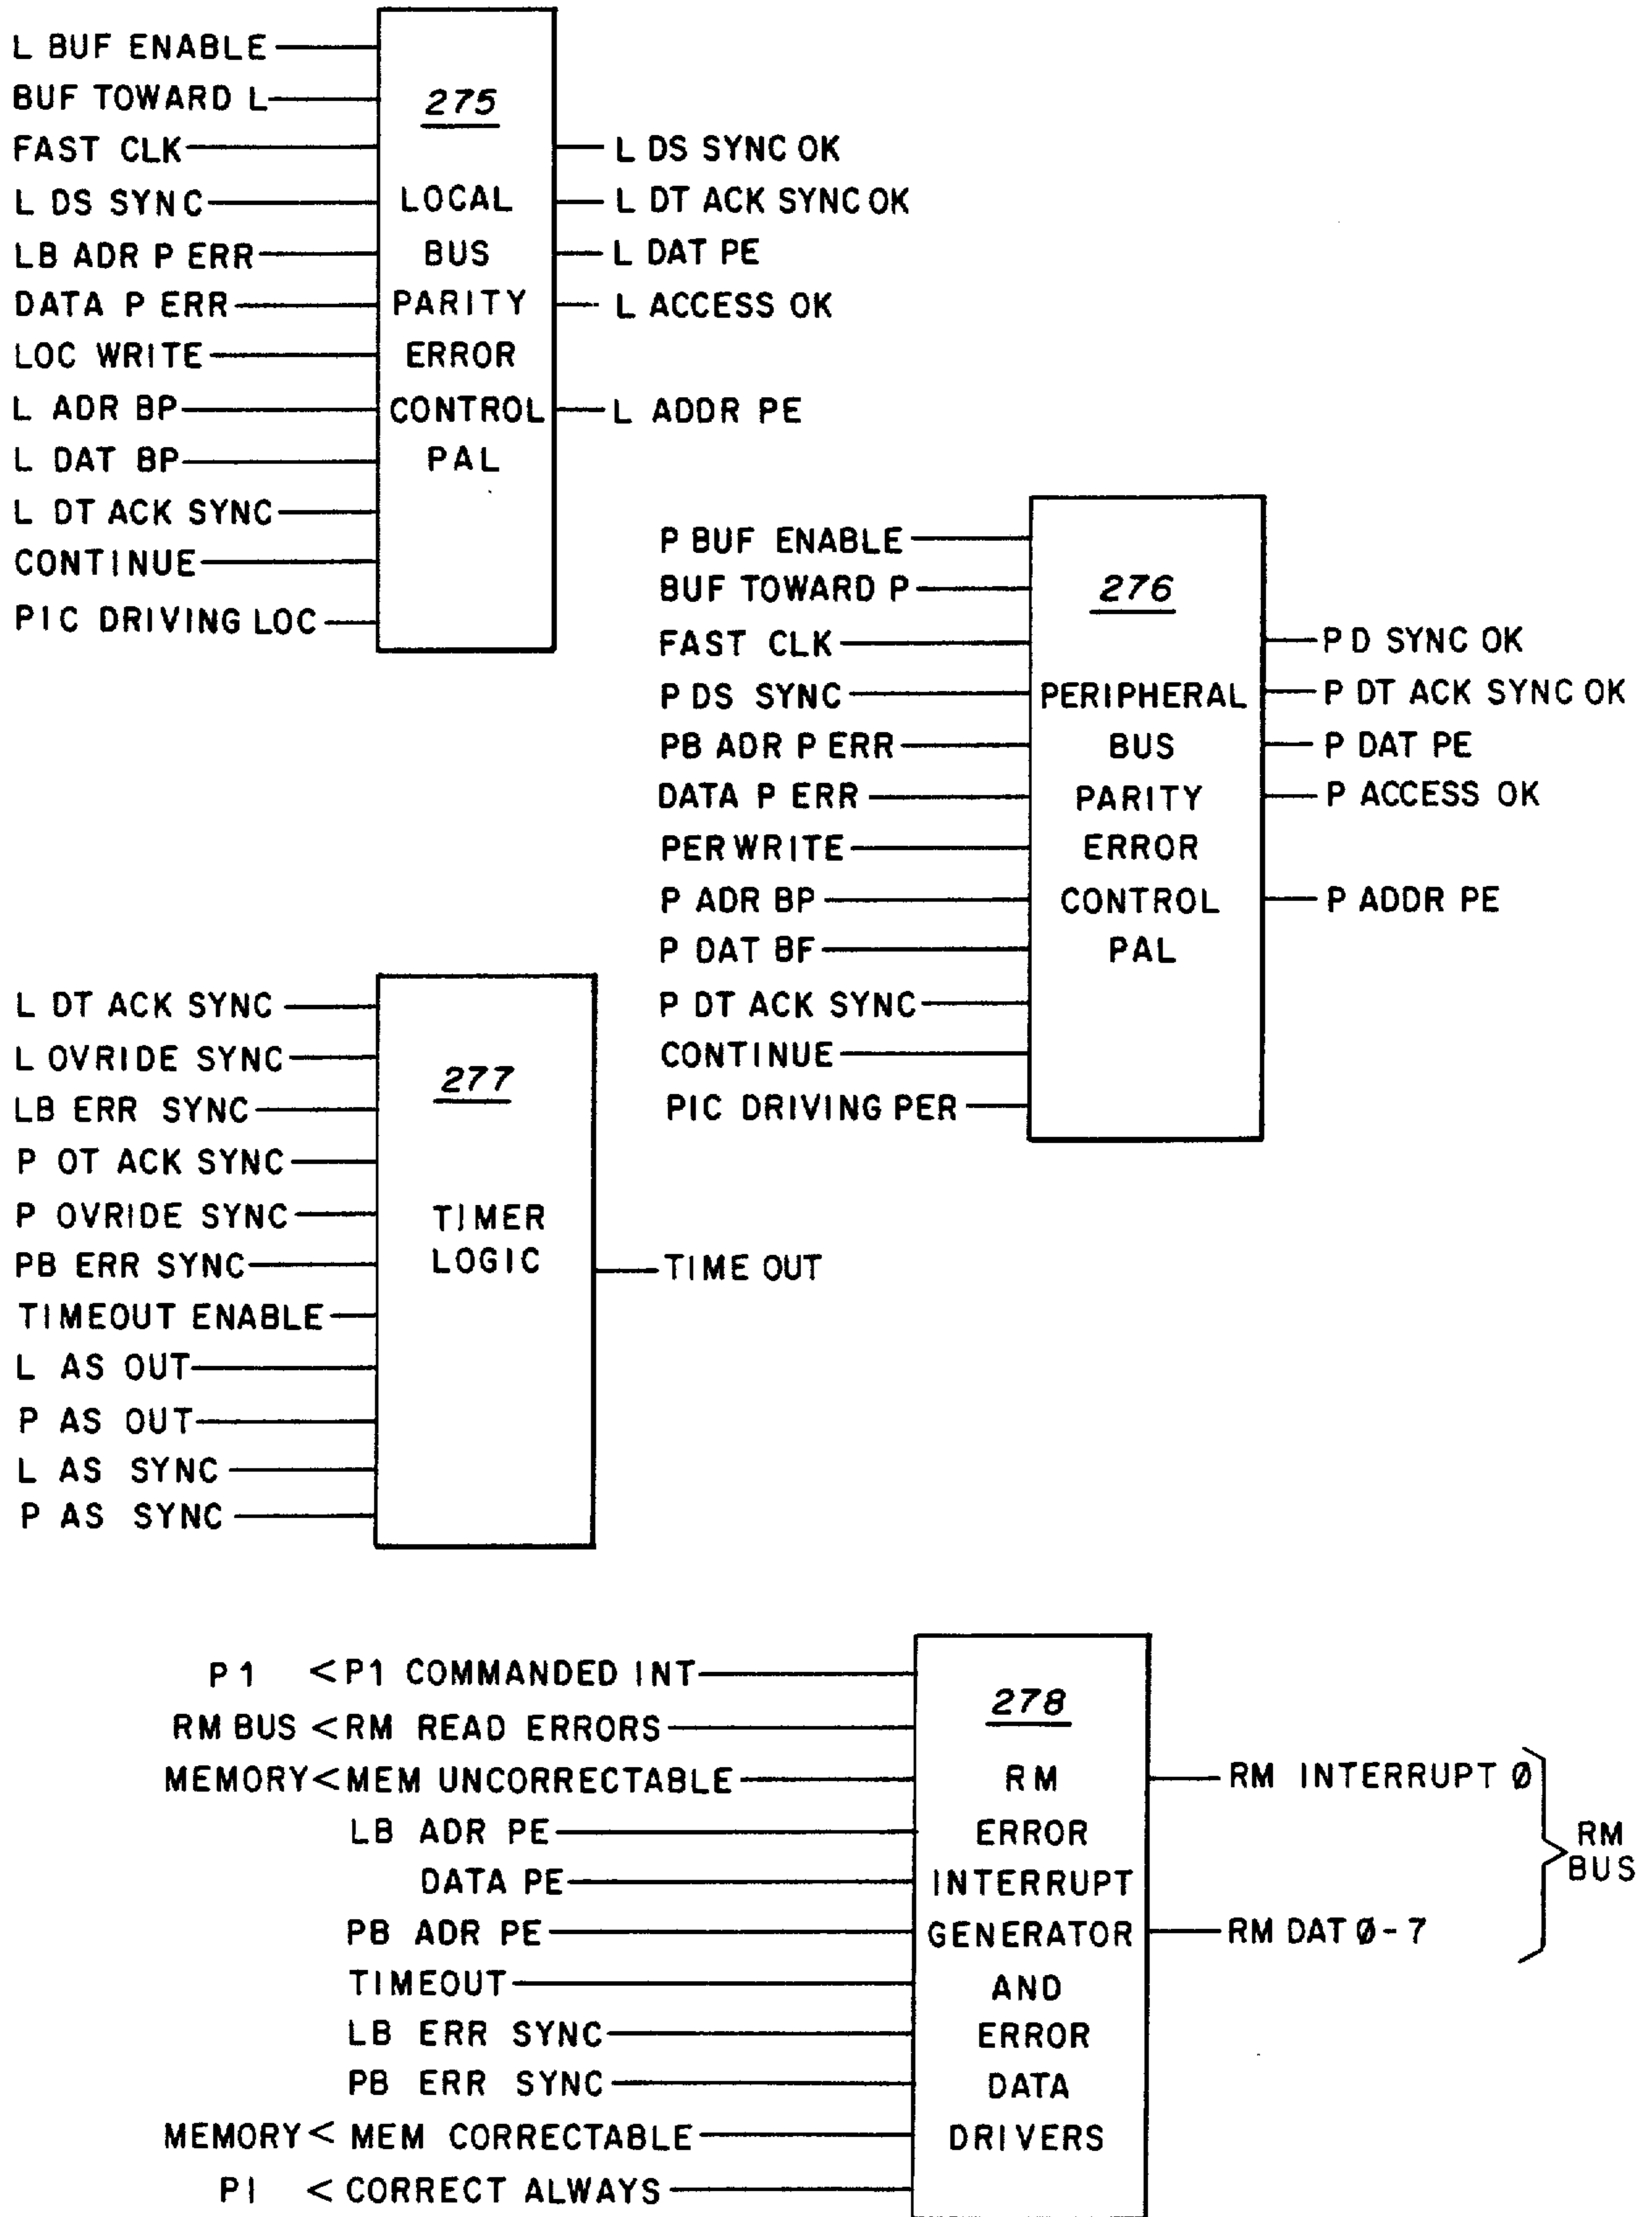 L BUF ENABLE
BUF TOWARD L
FAST CLK
L DS SYNC
LB ADR P ERR
DATA P ERR
LOC WRITE
L ADR BP
L DAT BP
L DT ACK SYNC
CONTINUE
PIC DRIVING LOC
275
LOCAL
BUS
PARITY
ERROR
CONTROL
PAL
L DS SYNC OK
L DT ACK SYNC OK
L DAT PE
L ACCESS OK
L ADDR PE
P BUF ENABLE
BUF TOWARD P
FAST CLK
P DS SYNC
PB ADR P ERR
DATA P ERR
PER WRITE
P ADR BP
P DAT BF
P DT ACK SYNC
CONTINUE
PIC DRIVING PER
276
PERIPHERAL
BUS
PARITY
ERROR
CONTROL
PAL
P D SYNC OK
P DT ACK SYNC OK
P DAT PE
P ACCESS OK
P ADDR PE
L DT ACK SYNC
L OVRIDE SYNC
LB ERR SYNC
P OT ACK SYNC
P OVRIDE SYNC
PB ERR SYNC
TIMEOUT ENABLE
L AS OUT
P AS OUT
L AS SYNC
P AS SYNC
277
TIMER
LOGIC
TIME OUT
P1 < P1 COMMANDED INT
RM BUS < RM READ ERRORS
MEMORY < MEM UNCORRECTABLE
LB ADR PE
DATA PE
PB ADR PE
TIMEOUT
LB ERR SYNC
PB ERR SYNC
MEMORY < MEM CORRECTABLE
PI < CORRECT ALWAYS
278
RM
ERROR
INTERRUPT
GENERATOR
AND
ERROR
DATA
DRIVERS
RM INTERRUPT Ø
RM DAT Ø-7
RM
BUS